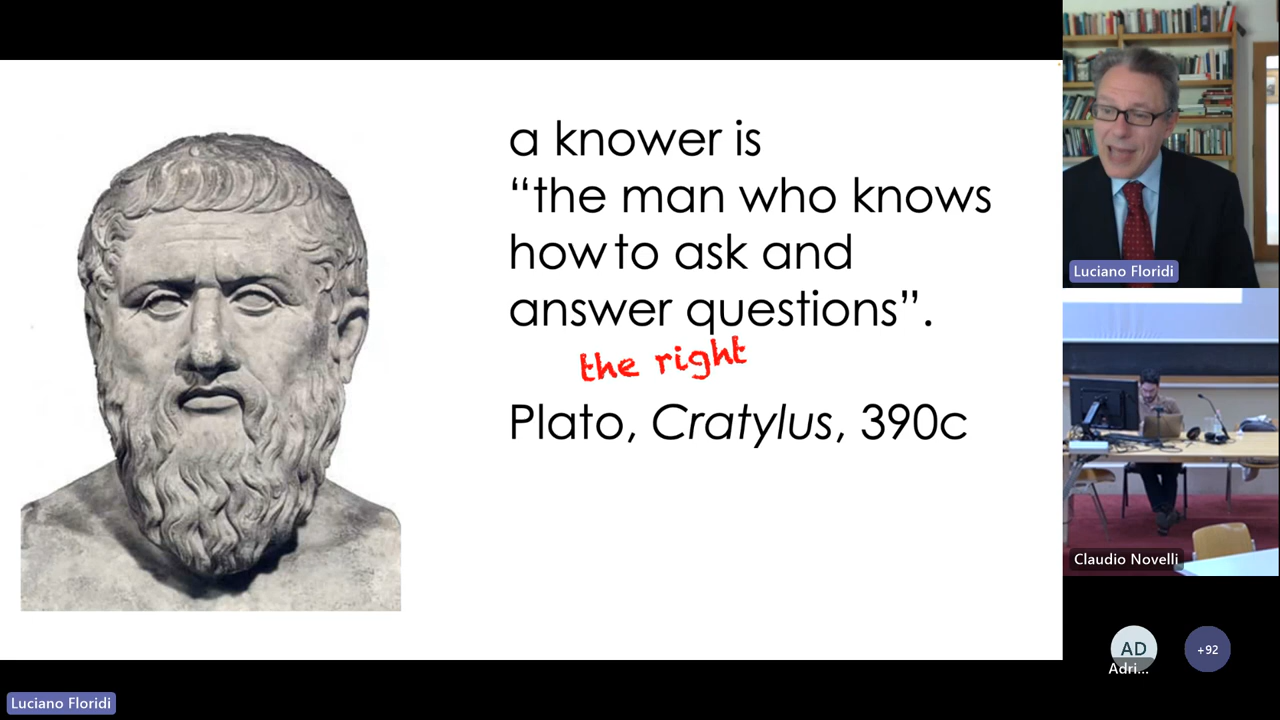 a knower is
“the man who knows
how to ask and
answer questions”.
the right
Plato, Cratylus, 390c
Luciano Floridi
Claudio Novelli
AD
Adri...
+92
Luciano Floridi